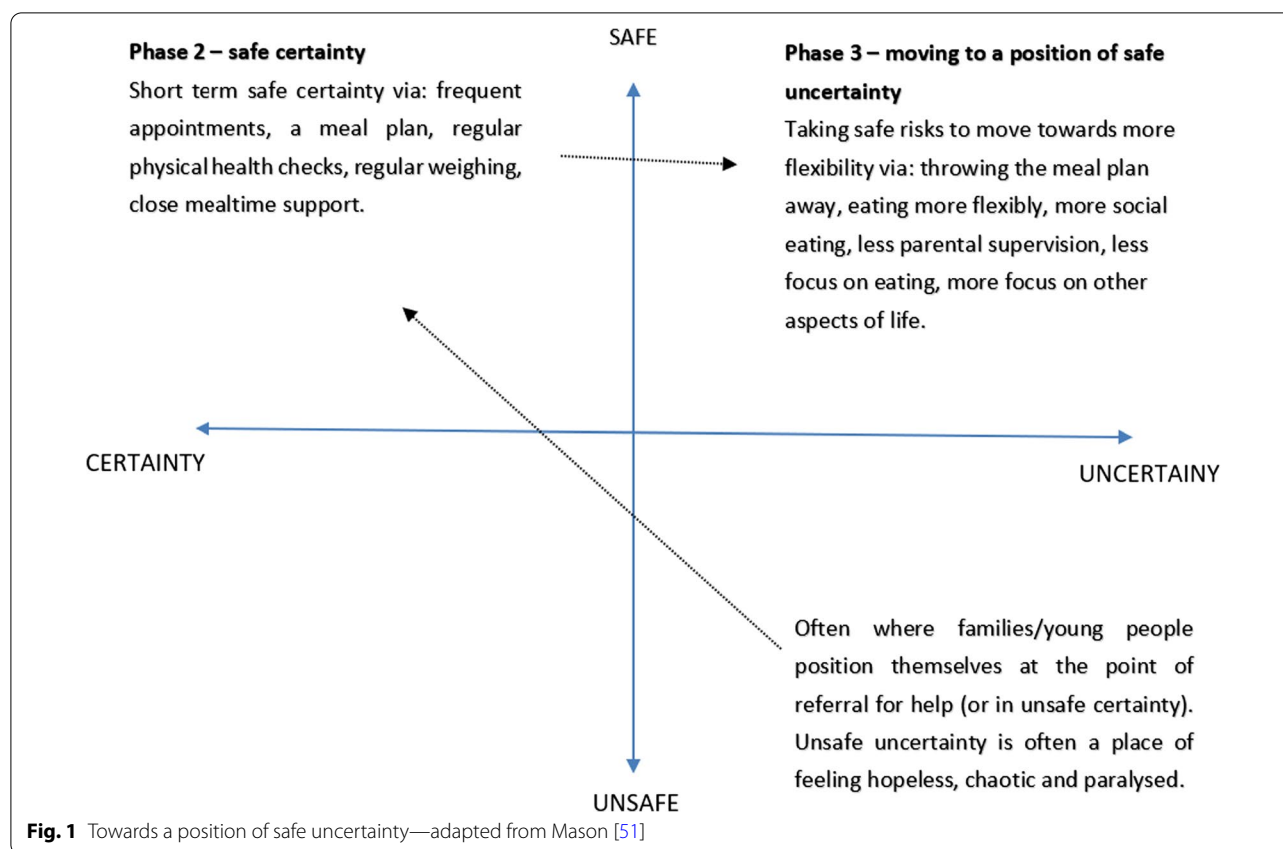 SAFE
Phase 2 – safe certainty
Short term safe certainty via: frequent
appointments, a meal plan, regular
physical health checks, regular weighing,
close mealtime support.
Phase 3 – moving to a position of safe
uncertainty
Taking safe risks to move towards more
flexibility via: throwing the meal plan
away, eating more flexibly, more social
eating, less parental supervision, less
focus on eating, more focus on other
aspects of life.
CERTAINTY
UNCERTAINY
Often where families/young people
position themselves at the point of
referral for help (or in unsafe certainty).
Unsafe uncertainty is often a place of
feeling hopeless, chaotic and paralysed.
UNSAFE
Fig. 1 Towards a position of safe uncertainty—adapted from Mason [51]